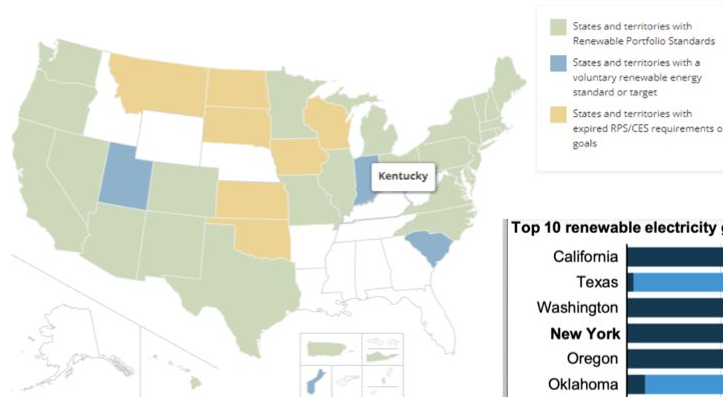 States and territories with
Renewable Portfolio Standards
States and territories with a
voluntary renewable energy
standard or target
States and territories with
expired RPS/CES requirements o
goals
Kentucky
Top 10 renewable electricity
California
Texas
Washington
New York
Oregon
Oklahoma